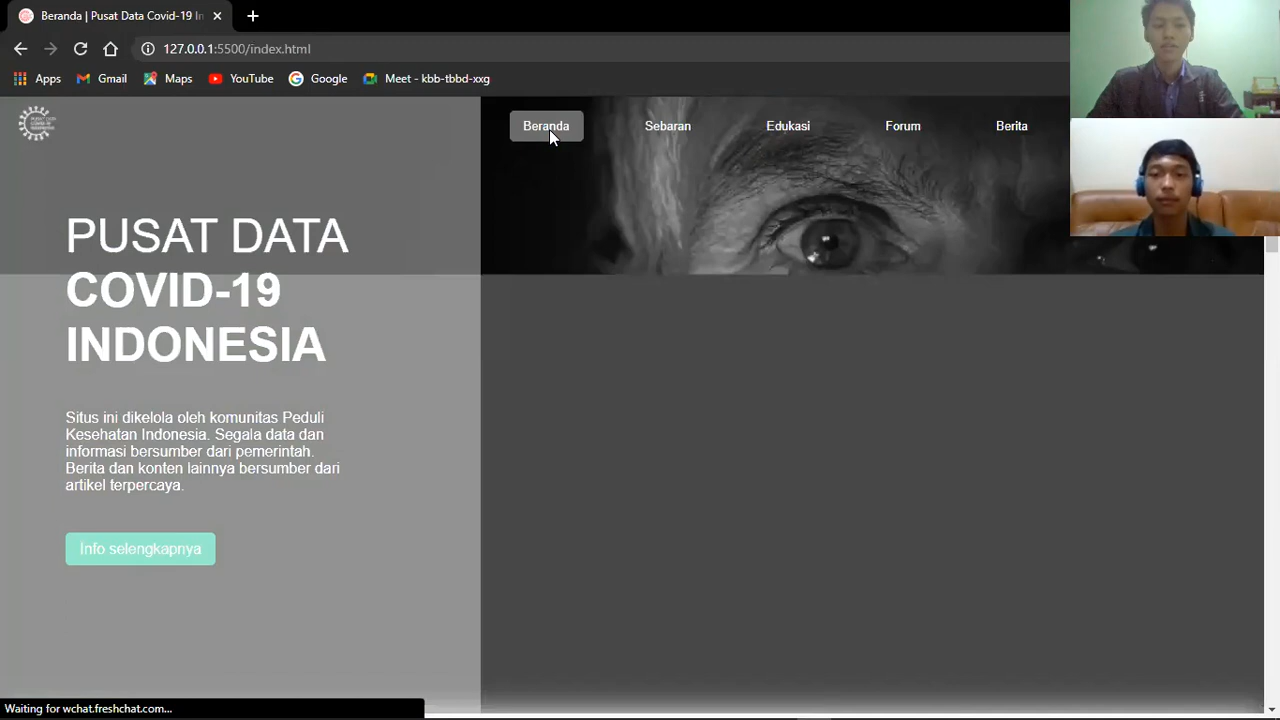 Beranda | Pusat Data Covid-19 In
127.0.0.1:5500/index.html
Apps
Gmail
Maps
YouTube
Google
Meet - kbb-tbbd-xxg
Beranda
Sebaran
Edukasi
Forum
Berita
PUSAT DATA
COVID-19
INDONESIA
Situs ini dikelola oleh komunitas Peduli
Kesehatan Indonesia. Segala data dan
informasi bersumber dari pemerintah.
Berita dan konten lainnya bersumber dari
artikel terpercaya.
Info selengkapnya
Waiting for wchat.freshchat.com...